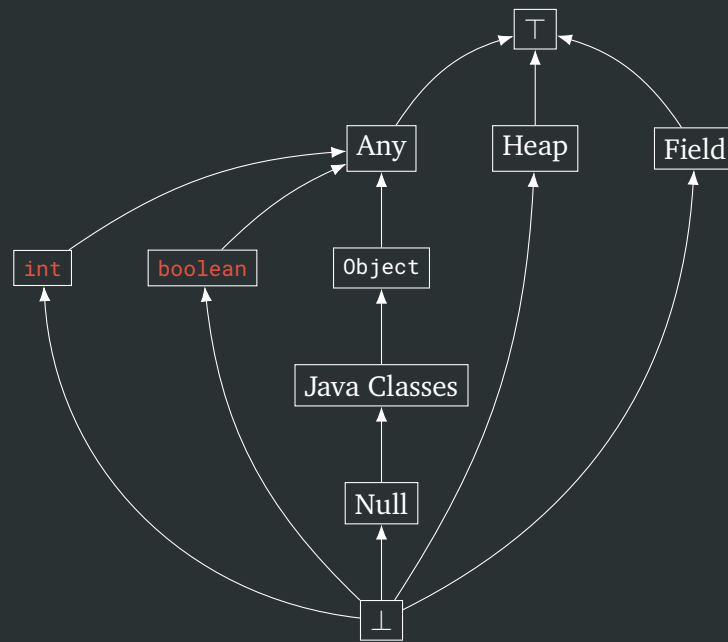 ⊤
Any
Heap
Field
int
boolean
Object
Java Classes
Null
⊥